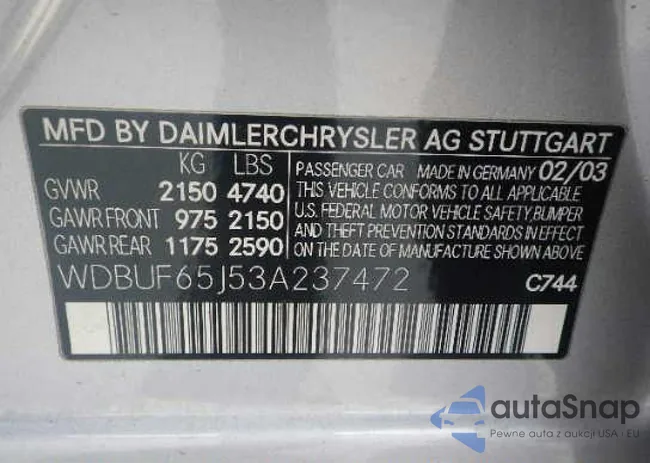 MFD BY DAIMLERCHRYSLER AG STUTTGART
KG LBS
GVWR 2150 4740
GAWR FRONT 975 2150
GAWR REAR 1175 2590
PASSENGER CAR MADE IN GERMANY 02/03
THIS VEHICLE CONFORMS TO ALL APPLICABLE
U.S. FEDERAL MOTOR VEHICLE SAFETY, BUMPER
AND THEFT PREVENTION STANDARDS IN EFFECT
ON THE DATE OF MANUFACTURE SHOWN ABOVE
WDBUF65J53A237472 C744
autaSnap
Pewne auta z aukcji USA - EU